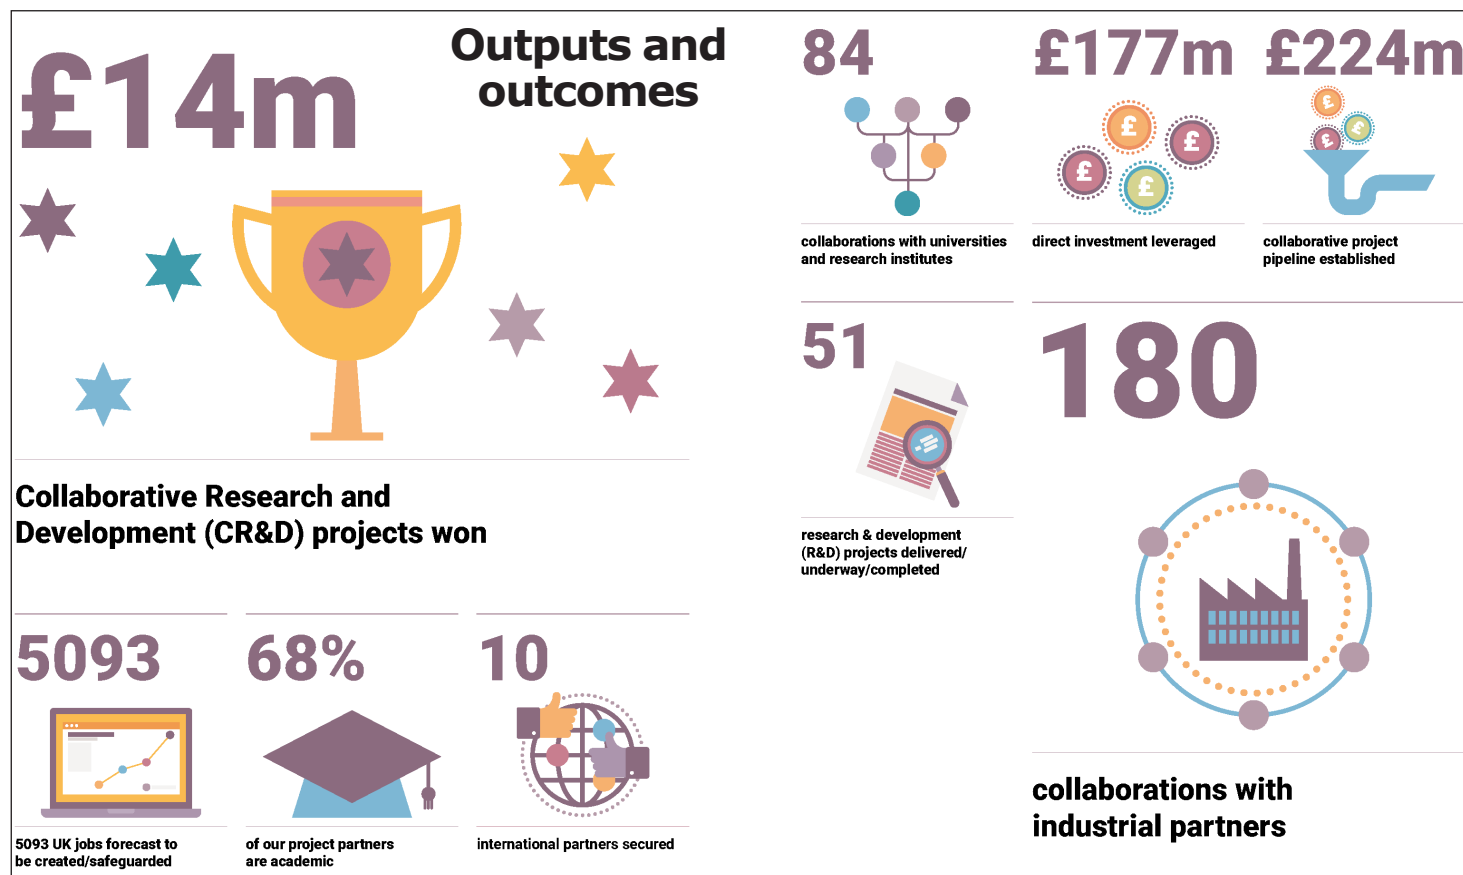 Outputs and
outcomes
£14m
Collaborative Research and
Development (CR&D) projects won
5093
5093 UK jobs forecast to
be created/safeguarded
68%
of our project partners
are academic
10
international partners secured
84
collaborations with universities
and research institutes
£177m
£
£
£
£
direct investment leveraged
£224m
£
£
£
collaborative project
pipeline established
51
research & development
(R&D) projects delivered/
underway/completed
180
collaborations with
industrial partners